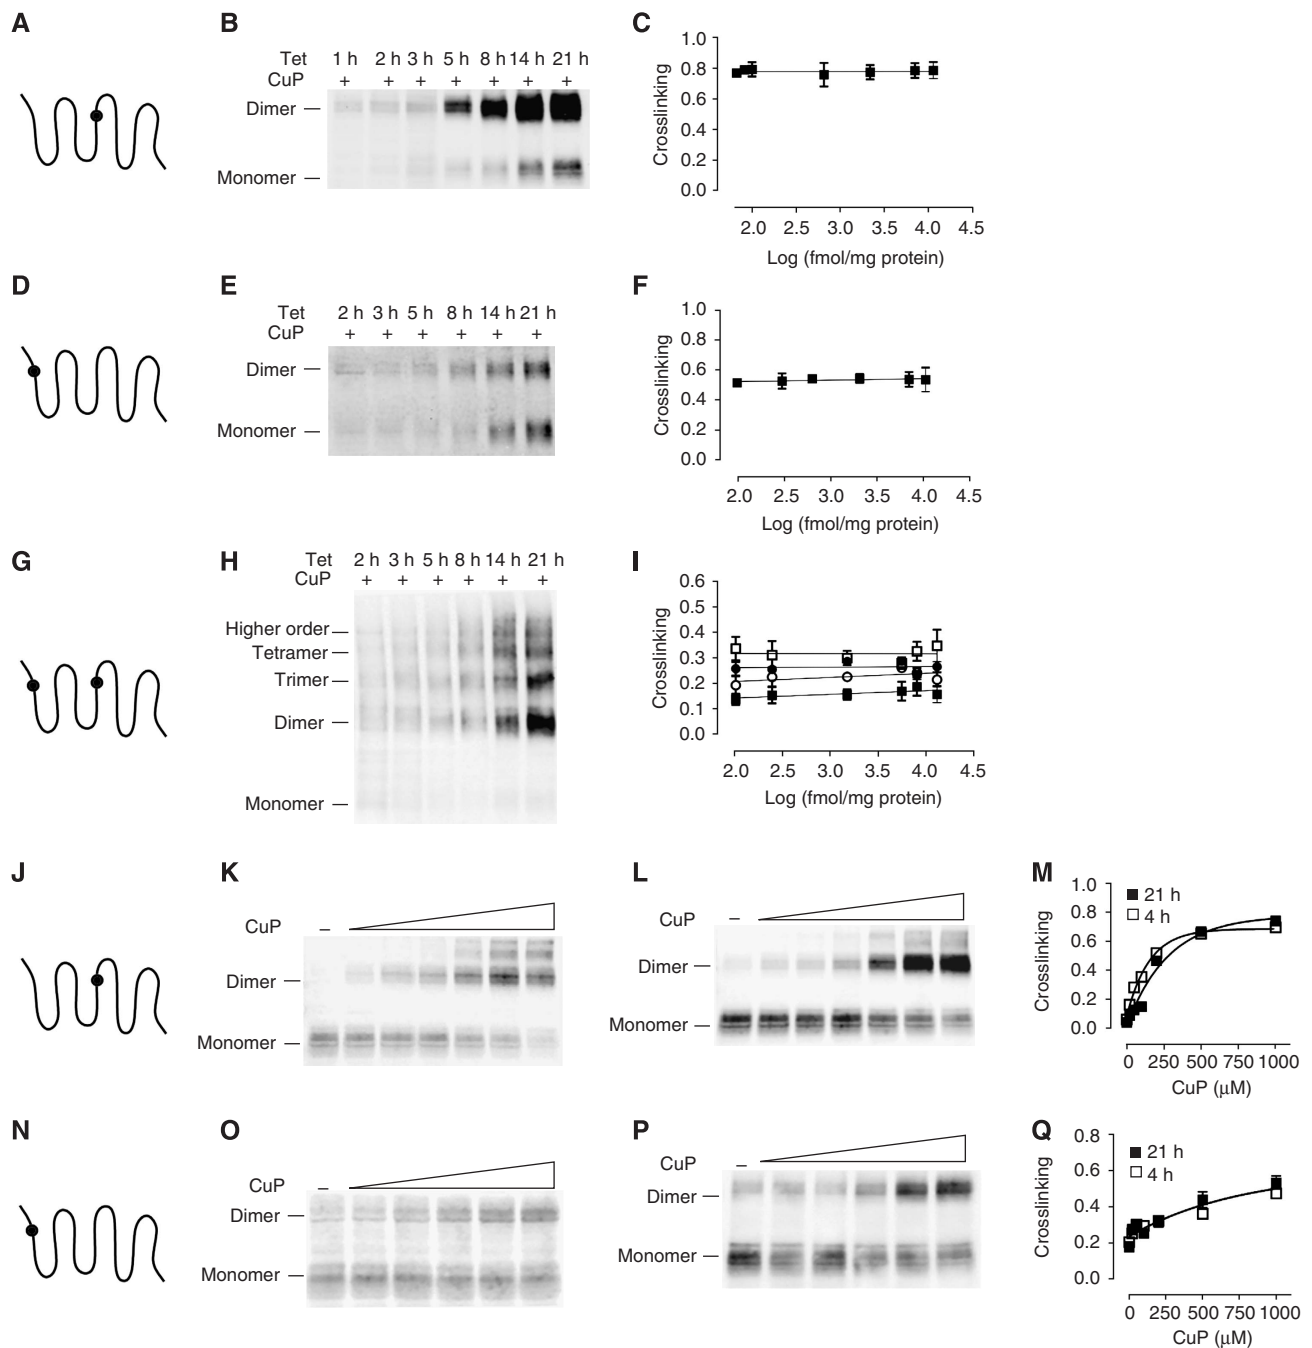 A
B
Tet 1 h 2 h 3 h 5 h 8 h 14 h 21 h
CuP + + + + + + +
Dimer
Monomer
C
1.0
0.8
0.6
0.4
0.2
0.0
Crosslinking
2.0 2.5 3.0 3.5 4.0 4.5
Log (fmol/mg protein)
D
E
Tet 2 h 3 h 5 h 8 h 14 h 21 h
CuP + + + + + +
Dimer
Monomer
F
1.0
0.8
0.6
0.4
0.2
0.0
Crosslinking
2.0 2.5 3.0 3.5 4.0 4.5
Log (fmol/mg protein)
G
H
Tet 2 h 3 h 5 h 8 h 14 h 21 h
CuP + + + + + +
Higher order
Tetramer
Trimer
Dimer
Monomer
I
0.6
0.5
0.4
0.3
0.2
0.1
0.0
Crosslinking
2.0 2.5 3.0 3.5 4.0 4.5
Log (fmol/mg protein)
J
K
CuP –
Dimer
Monomer
L
CuP –
Dimer
Monomer
M
1.0
0.8
0.6
0.4
0.2
0.0
Crosslinking
21 h
4 h
0 250 500 750 1000
CuP (μM)
N
O
CuP –
Dimer
Monomer
P
CuP –
Dimer
Monomer
Q
0.8
0.6
0.4
0.2
0.0
Crosslinking
21 h
4 h
0 250 500 750 1000
CuP (μM)